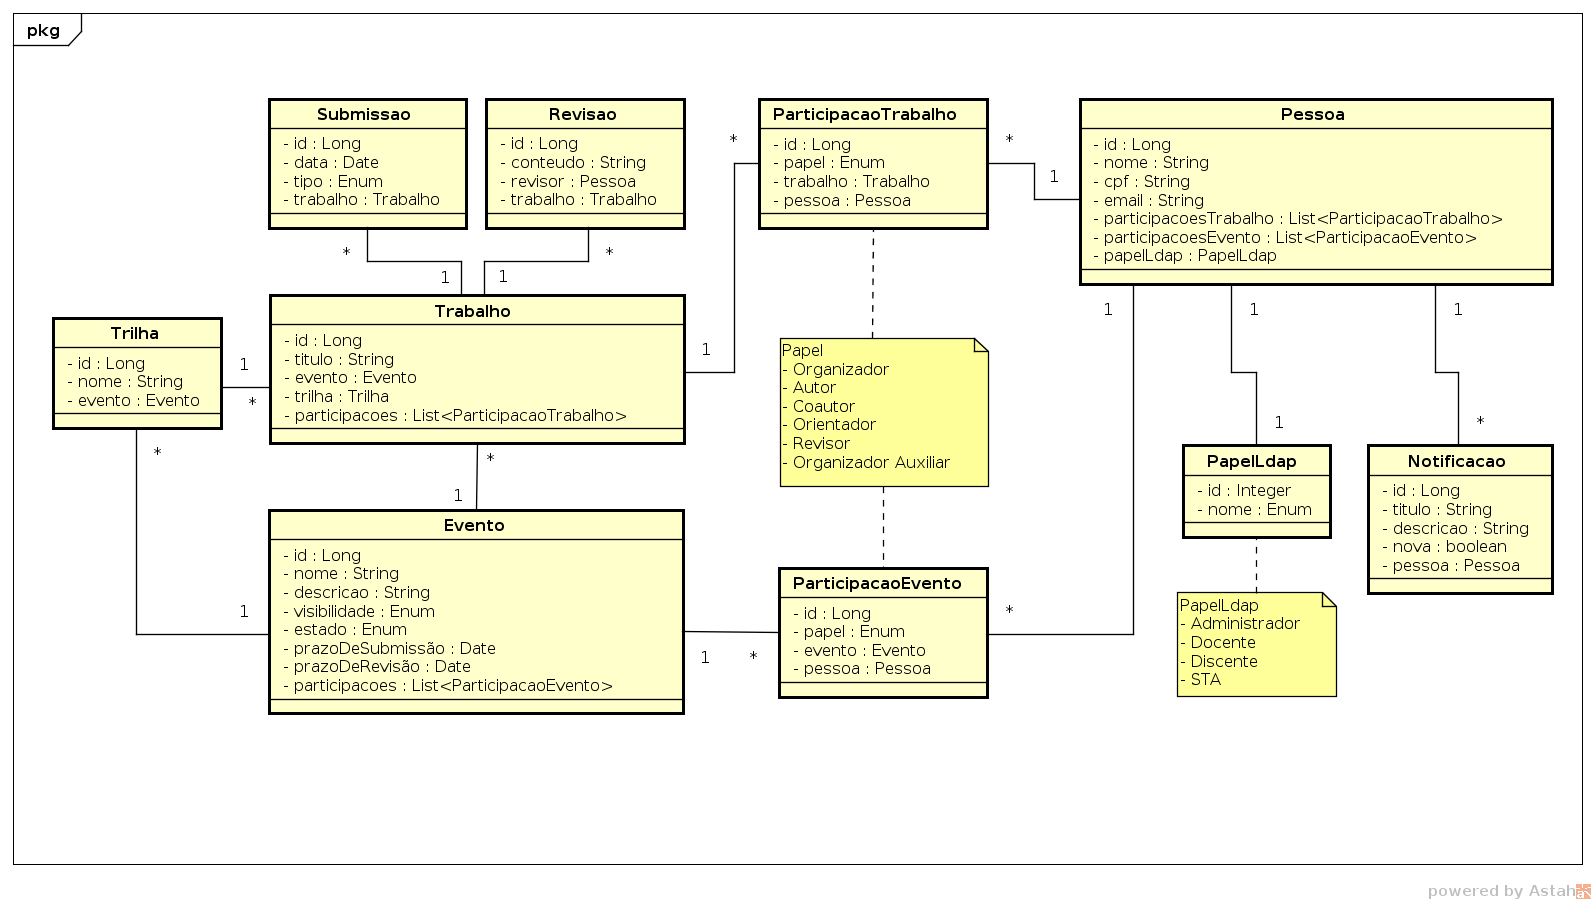 pkg
Submissao
- id : Long
- data : Date
- tipo : Enum
- trabalho : Trabalho
Revisao
- id : Long
- conteudo : String
- revisor : Pessoa
- trabalho : Trabalho
ParticipacaoTrabalho
- id : Long
- papel : Enum
- trabalho : Trabalho
- pessoa : Pessoa
Pessoa
- id : Long
- nome : String
- cpf : String
- email : String
- participacoesTrabalho : List<ParticipacaoTrabalho>
- participacoesEvento : List<ParticipacaoEvento>
- papelLdap : PapelLdap
*
*
1
*
1
*
1
1
1
1
1
Trilha
- id : Long
- nome : String
- evento : Evento
1
*
Trabalho
- id : Long
- titulo : String
- evento : Evento
- trilha : Trilha
- participacoes : List<ParticipacaoTrabalho>
Papel
- Organizador
- Autor
- Coautor
- Orientador
- Revisor
- Organizador Auxiliar
1
*
*
*
1
1
Evento
- id : Long
- nome : String
- descricao : String
- visibilidade : Enum
- estado : Enum
- prazoDeSubmissão : Date
- prazoDeRevisão : Date
- participacoes : List<ParticipacaoEvento>
1
*
*
ParticipacaoEvento
- id : Long
- papel : Enum
- evento : Evento
- pessoa : Pessoa
PapelLdap
- id : Integer
- nome : Enum
PapelLdap
- Administrador
- Docente
- Discente
- STA
Notificacao
- id : Long
- titulo : String
- descricao : String
- nova : boolean
- pessoa : Pessoa
powered by Astah